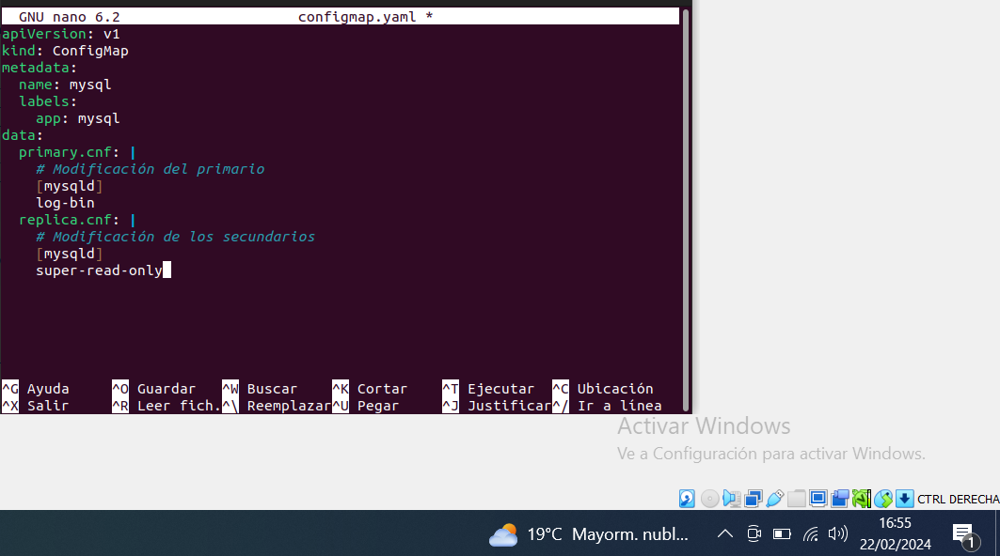 GNU nano 6.2 configmap.yaml *
apiVersion: v1
kind: ConfigMap
metadata:
  name: mysql
  labels:
    app: mysql
data:
  primary.cnf: |
    # Modificación del primario
    [mysqld]
    log-bin
  replica.cnf: |
    # Modificación de los secundarios
    [mysqld]
    super-read-only
^G Ayuda ^O Guardar ^W Buscar ^K Cortar ^T Ejecutar ^C Ubicación
^X Salir ^R Leer fich. ^\ Reemplazar ^U Pegar ^J Justificar ^/ Ir a línea
Activar Windows
Ve a Configuración para activar Windows.
CTRL DERECHA
19°C Mayorm. nubl...
16:55
22/02/2024
1